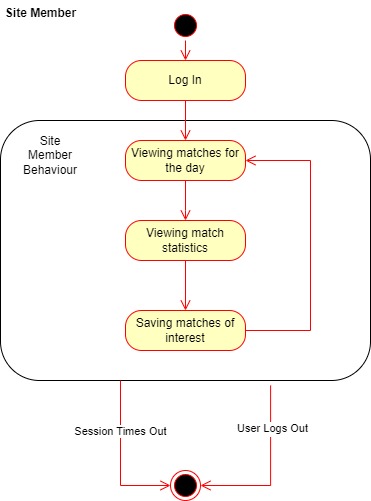 Site Member
Log In
Site
Member
Behaviour
Viewing matches for
the day
Viewing match
statistics
Saving matches of
interest
Session Times Out
User Logs Out